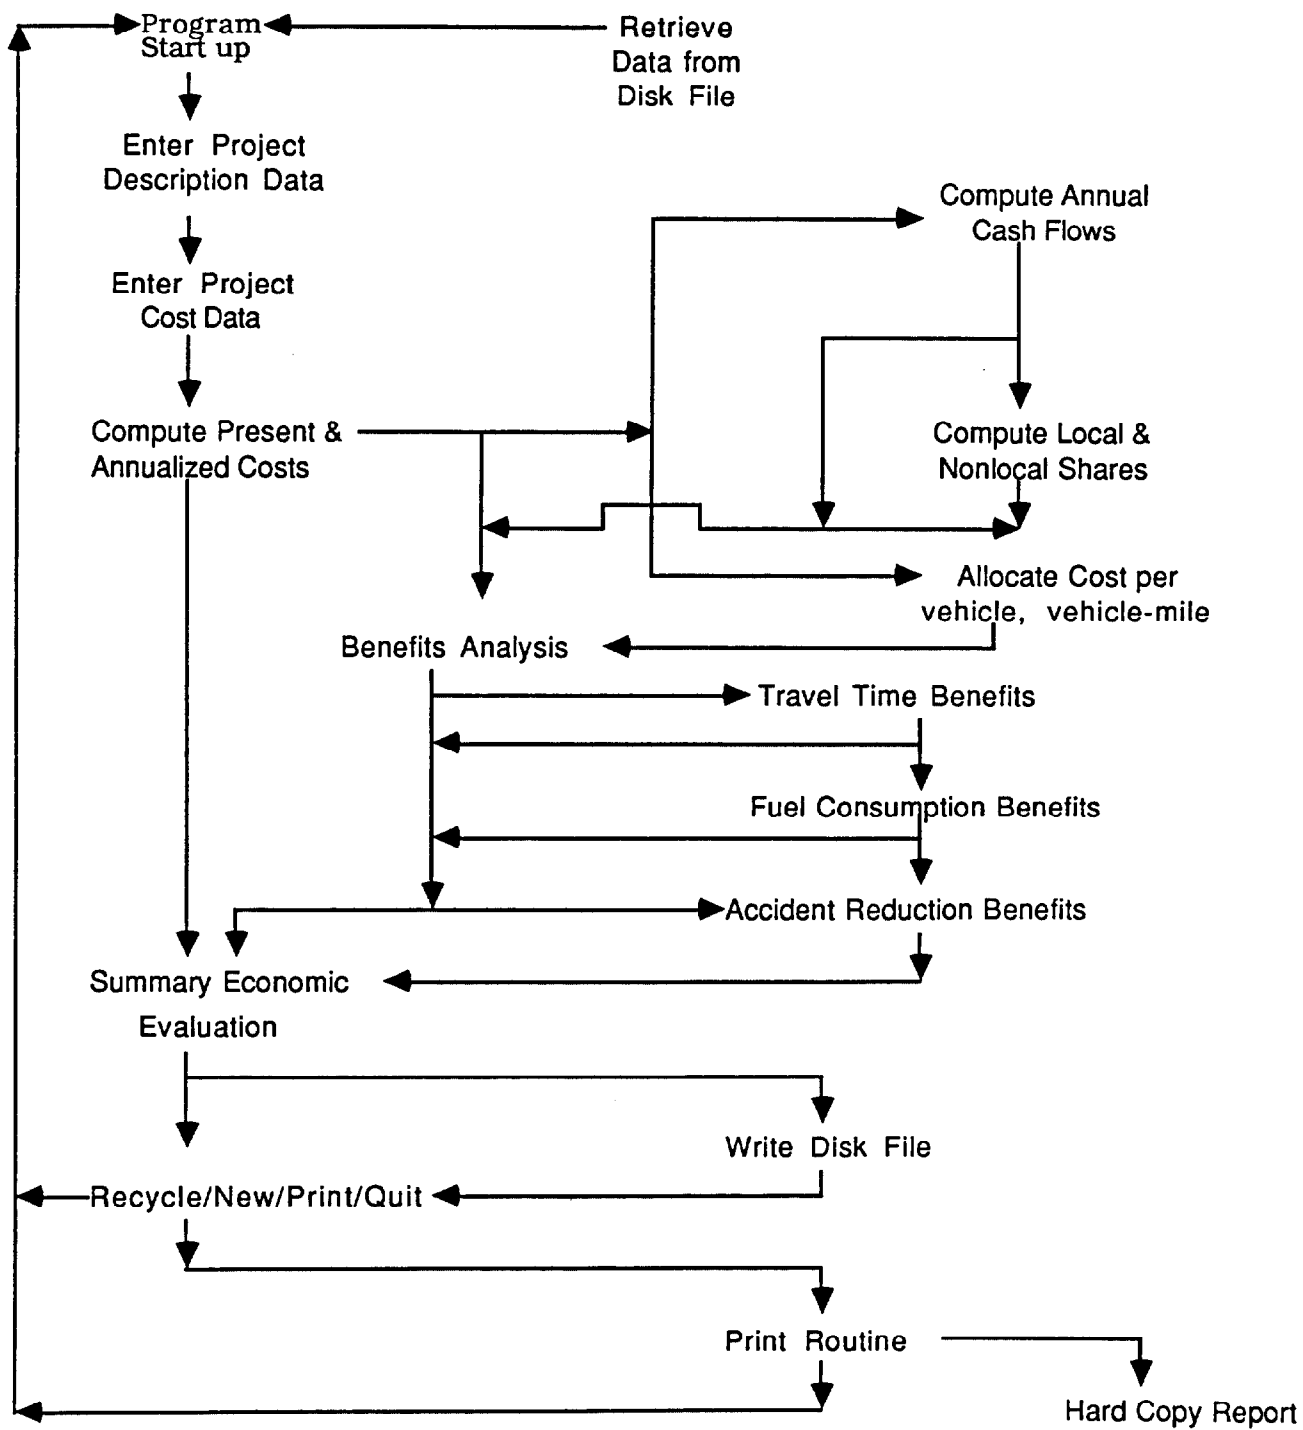 Program
Start up
Retrieve
Data from
Disk File
Enter Project
Description Data
Compute Annual
Cash Flows
Enter Project
Cost Data
Compute Present &
Annualized Costs
Compute Local &
Nonlocal Shares
Allocate Cost per
vehicle, vehicle-mile
Benefits Analysis
Travel Time Benefits
Fuel Consumption Benefits
Accident Reduction Benefits
Summary Economic
Evaluation
Write Disk File
Recycle/New/Print/Quit
Print Routine
Hard Copy Report